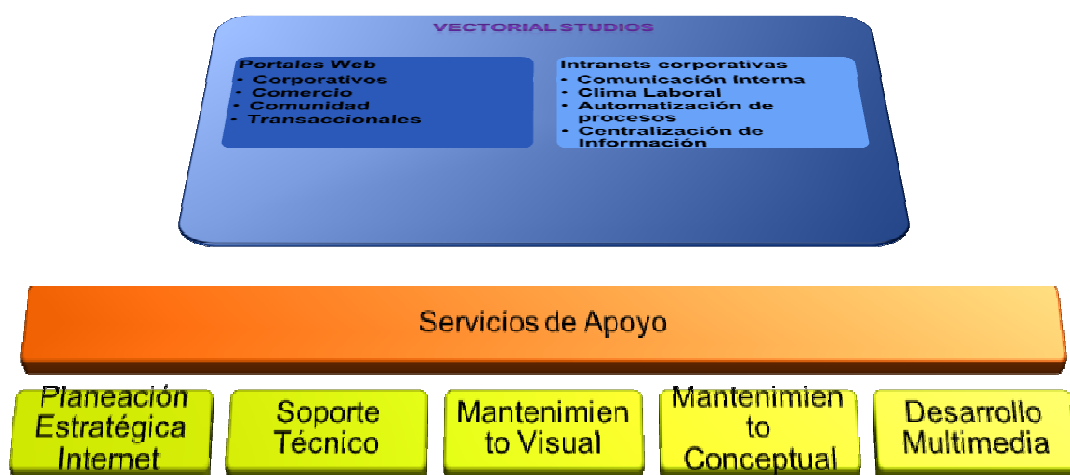 VECTORIAL STUDIOS
Portales Web
• Corporativos
• Comercio
• Comunidad
• Transaccionales
Intranets corporativas
• Comunicación Interna
• Clima Laboral
• Automatización de
procesos
• Centralización de
Información
Servicios de Apoyo
Planeación
Estratégica
Internet
Soporte
Técnico
Mantenimien
to Visual
Mantenimien
to
Conceptual
Desarrollo
Multimedia